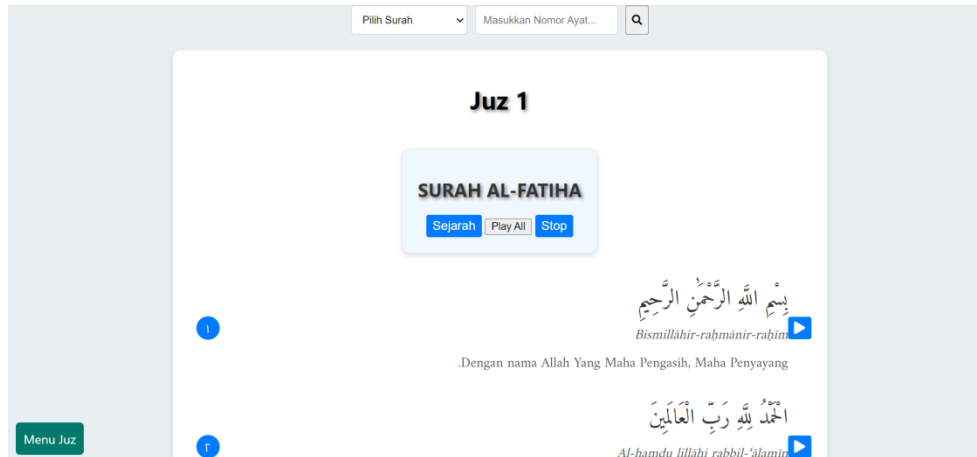 Pilih Surah Masukkan Nomor Ayat...
Juz 1
SURAH AL-FATIHA
Sejarah Play All Stop
بِسْمِ اللَّهِ الرَّحْمَٰنِ الرَّحِيمِ
١
Bismillāhir-raḥmānir-raḥīm
.Dengan nama Allah Yang Maha Pengasih, Maha Penyayang
الْحَمْدُ لِلَّهِ رَبِّ الْعَالَمِينَ
٢
Al-ḥamdu lillāhi rabbil-‘ālamīn
Menu Juz